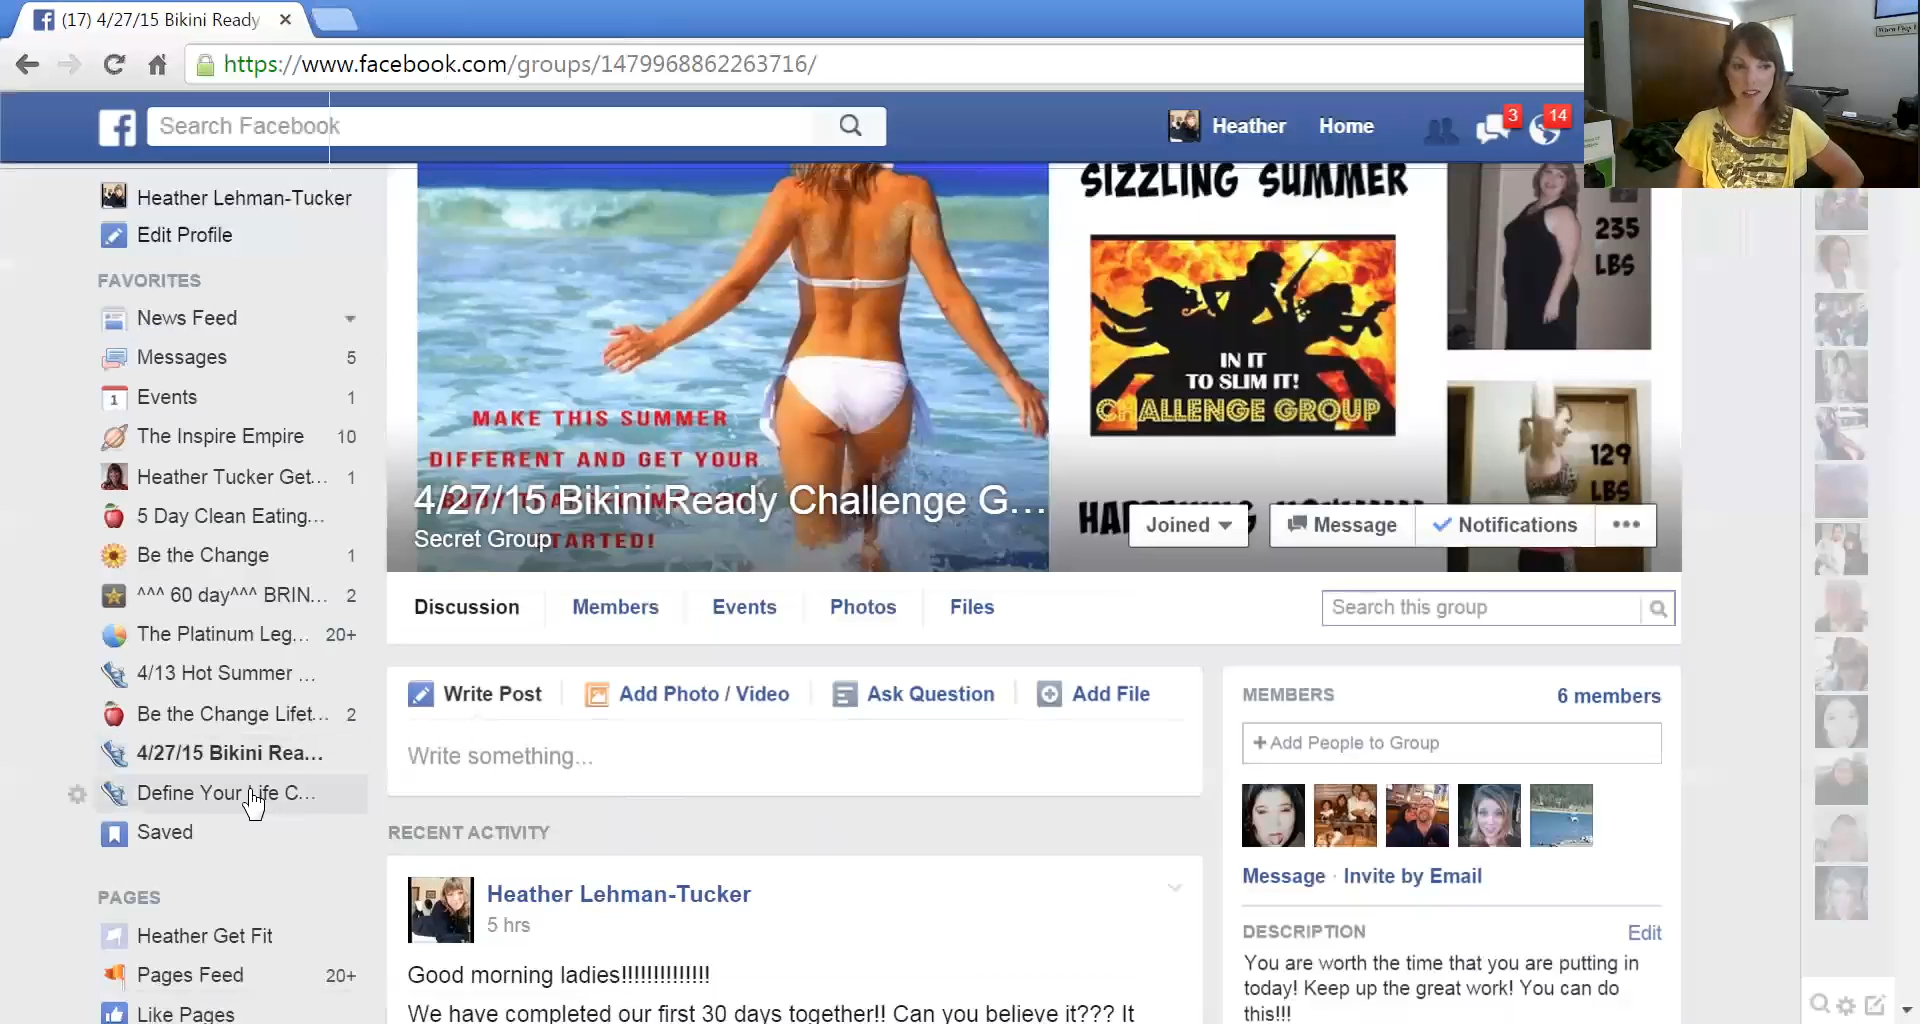 (17) 4/27/15 Bikini Ready
https://www.facebook.com/groups/1479968862263716/
Search Facebook
Heather
Home
3
14
Heather Lehman-Tucker
Edit Profile
FAVORITES
News Feed
Messages 5
1 Events 1
The Inspire Empire 10
Heather Tucker Get... 1
5 Day Clean Eating...
Be the Change 1
^^^ 60 day^^^ BRIN... 2
The Platinum Leg... 20+
4/13 Hot Summer ...
Be the Change Lifet... 2
4/27/15 Bikini Rea...
Define Your Life C...
Saved
PAGES
Heather Get Fit
Pages Feed 20+
Like Pages
MAKE THIS SUMMER
DIFFERENT AND GET YOUR
STARTED!
SIZZLING SUMMER
IN IT
TO SLIM IT!
CHALLENGE GROUP
235
LBS
129
LBS
4/27/15 Bikini Ready Challenge G...
Secret Group
Joined
Message
Notifications
Discussion
Members
Events
Photos
Files
Search this group
Write Post
Add Photo / Video
Ask Question
Add File
Write something...
RECENT ACTIVITY
Heather Lehman-Tucker
5 hrs
Good morning ladies!!!!!!!!!!!!!!
We have completed our first 30 days together!! Can you believe it??? It
MEMBERS
6 members
+ Add People to Group
Message · Invite by Email
DESCRIPTION
Edit
You are worth the time that you are putting in
today! Keep up the great work! You can do
this!!!